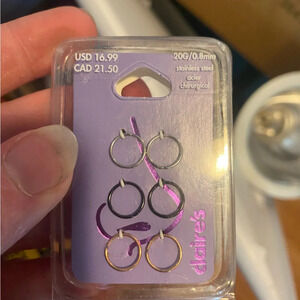 USD 16.99
CAD 21.50
20G/0.8mm
stainless steel
acier
chirurgical
claire's